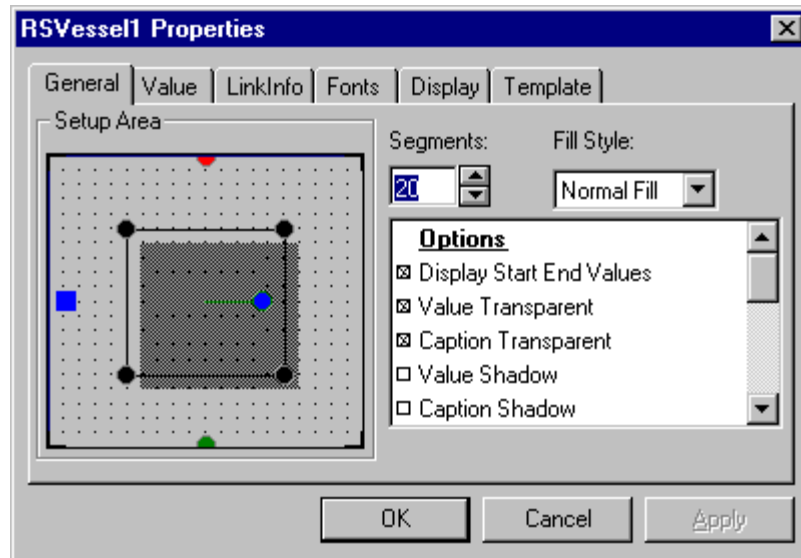 RSVessel1 Properties
General Value LinkInfo Fonts Display Template
Setup Area
Segments: Fill Style:
20 Normal Fill
Options
Display Start End Values
Value Transparent
Caption Transparent
Value Shadow
Caption Shadow
OK Cancel Apply